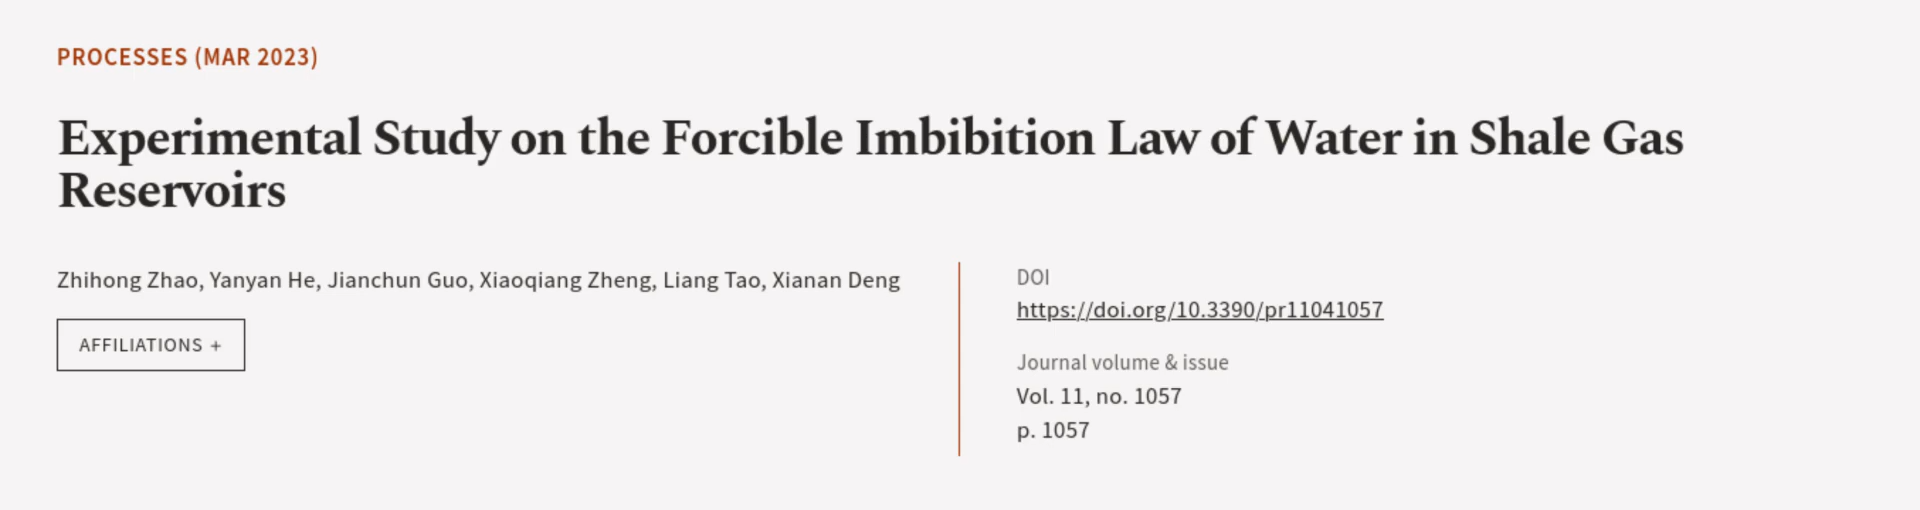 PROCESSES (MAR 2023)
Experimental Study on the Forcible Imbibition Law of Water in Shale Gas
Reservoirs
Zhihong Zhao, Yanyan He, Jianchun Guo, Xiaoqiang Zheng, Liang Tao, Xianan Deng
AFFILIATIONS +
DOI
https://doi.org/10.3390/pr11041057
Journal volume & issue
Vol. 11, no. 1057
p. 1057